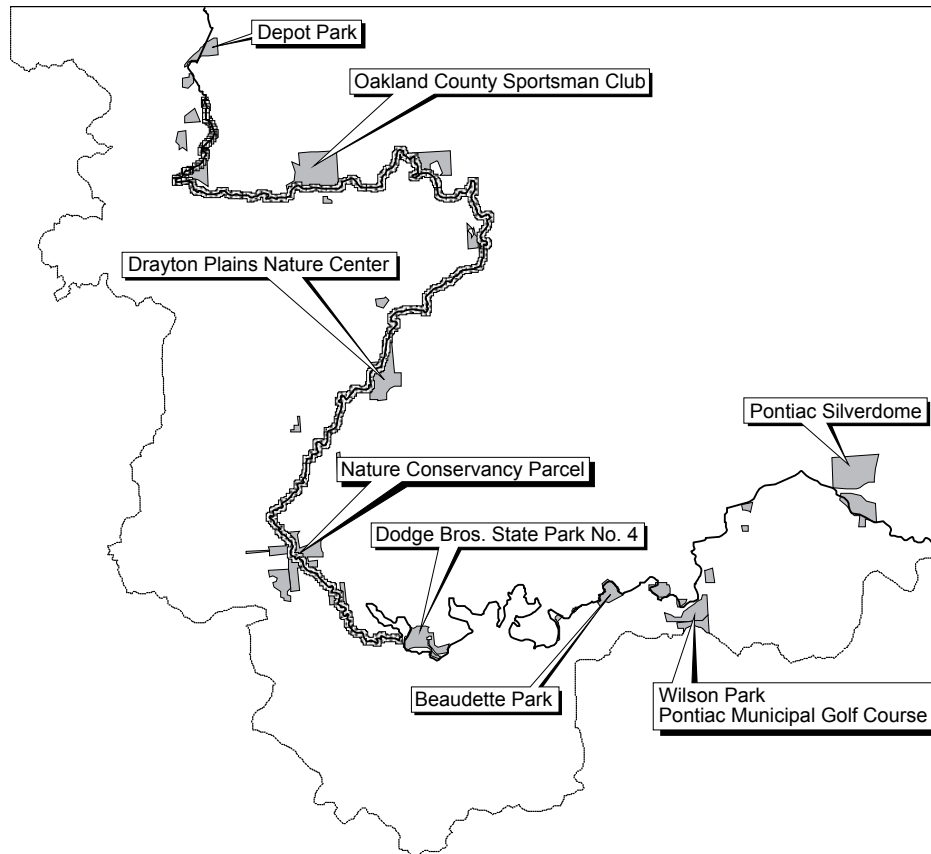 Depot Park
Oakland County Sportsman Club
Drayton Plains Nature Center
Pontiac Silverdome
Nature Conservancy Parcel
Dodge Bros. State Park No. 4
Beaudette Park
Wilson Park
Pontiac Municipal Golf Course